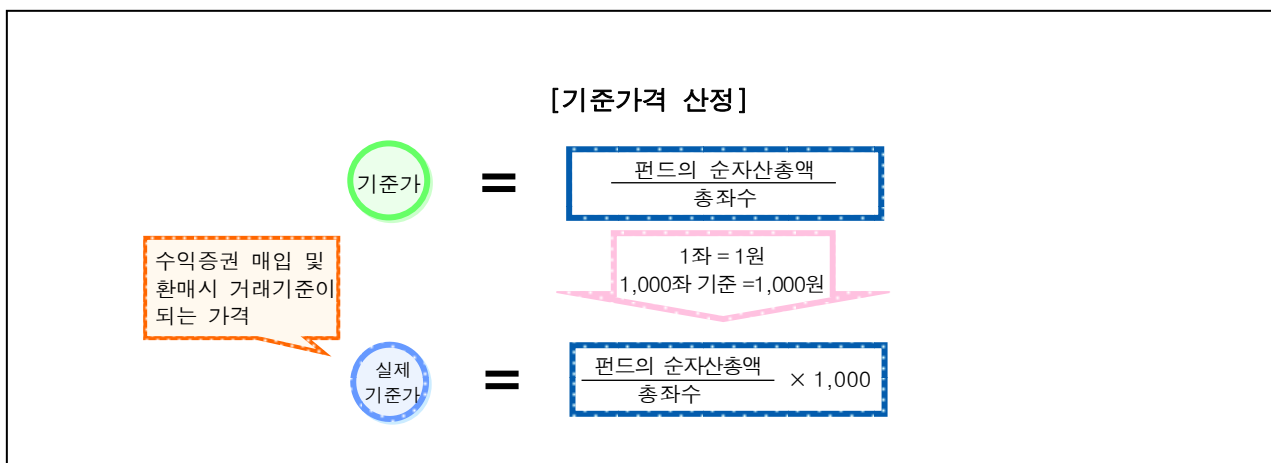 [기준가격 산정]
기준가
=
펀드의 순자산총액
총좌수
1좌 = 1원
1,000좌 기준 =1,000원
수익증권 매입 및
환매시 거래기준이
되는 가격
실제
기준가
=
펀드의 순자산총액
총좌수
× 1,000